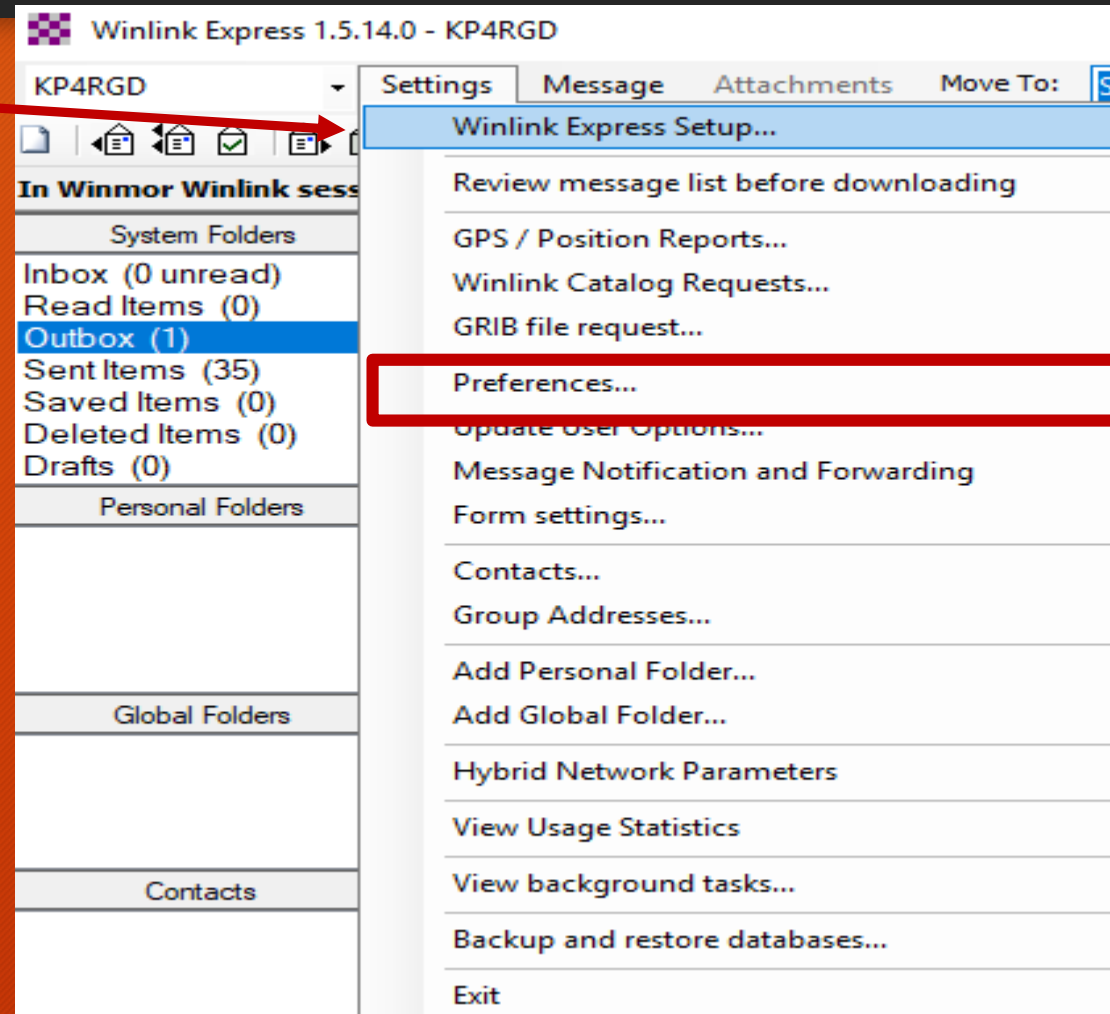 Winlink Express 1.5.14.0 - KP4RGD
KP4RGD Settings Message Attachments Move To: S
In Winmor Winlink sess
System Folders
Inbox (0 unread)
Read Items (0)
Outbox (1)
Sent Items (35)
Saved Items (0)
Deleted Items (0)
Drafts (0)
Personal Folders
Global Folders
Contacts
Winlink Express Setup...
Review message list before downloading
GPS / Position Reports...
Winlink Catalog Requests...
GRIB file request...
Preferences...
Update User Options...
Message Notification and Forwarding
Form settings...
Contacts...
Group Addresses...
Add Personal Folder...
Add Global Folder...
Hybrid Network Parameters
View Usage Statistics
View background tasks...
Backup and restore databases...
Exit